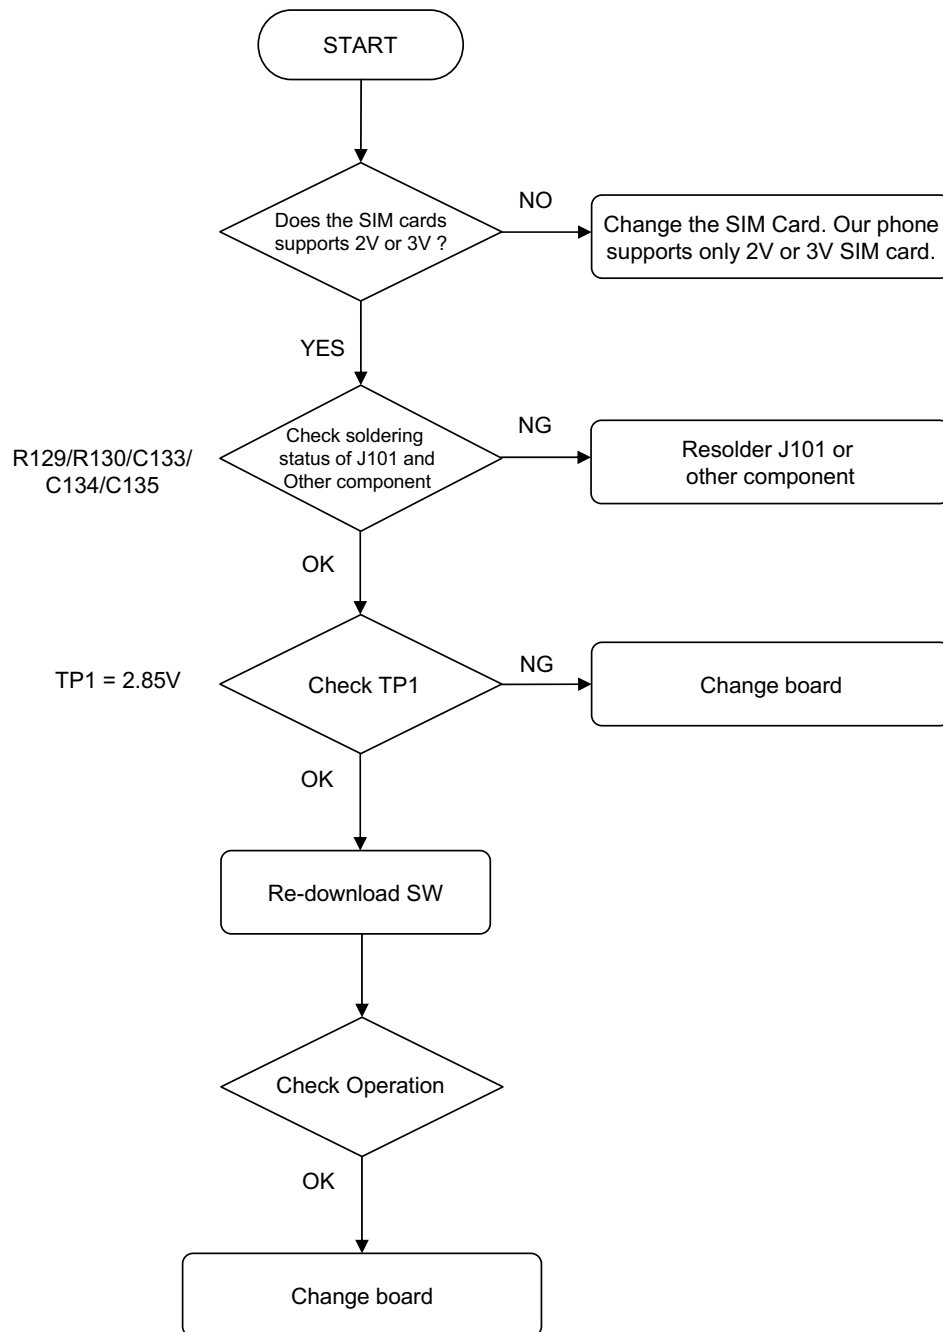 START
Does the SIM cards
supports 2V or 3V ?
NO
Change the SIM Card. Our phone
supports only 2V or 3V SIM card.
YES
R129/R130/C133/
C134/C135
Check soldering
status of J101 and
Other component
NG
Resolder J101 or
other component
OK
TP1 = 2.85V
Check TP1
NG
Change board
OK
Re-download SW
Check Operation
OK
Change board